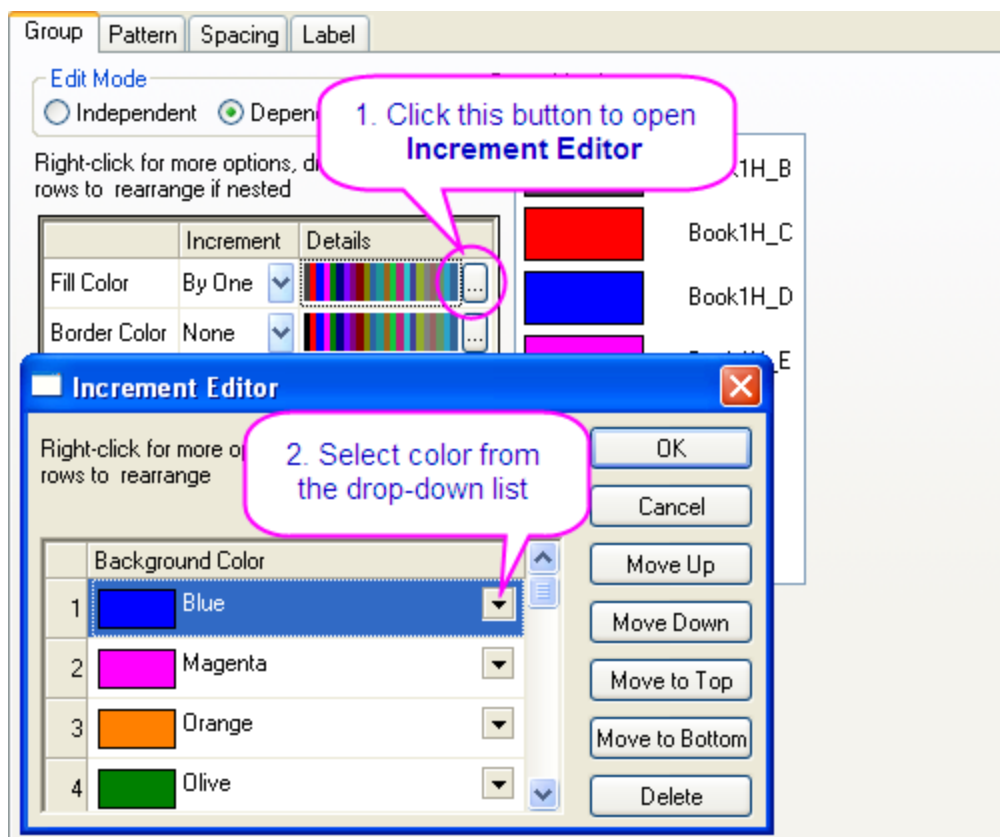 Group Pattern Spacing Label
Edit Mode
Independent Depen
1. Click this button to open
Increment Editor
Right-click for more options, d
rows to rearrange if nested
1H_B
Book1H_C
Book1H_D
_E
Increment Details
Fill Color By One ...
Border Color None ...
Increment Editor
Right-click for more o
rows to rearrange
2. Select color from
the drop-down list
OK
Cancel
Move Up
Move Down
Move to Top
Move to Bottom
Delete
Background Color
1 Blue
2 Magenta
3 Orange
4 Olive